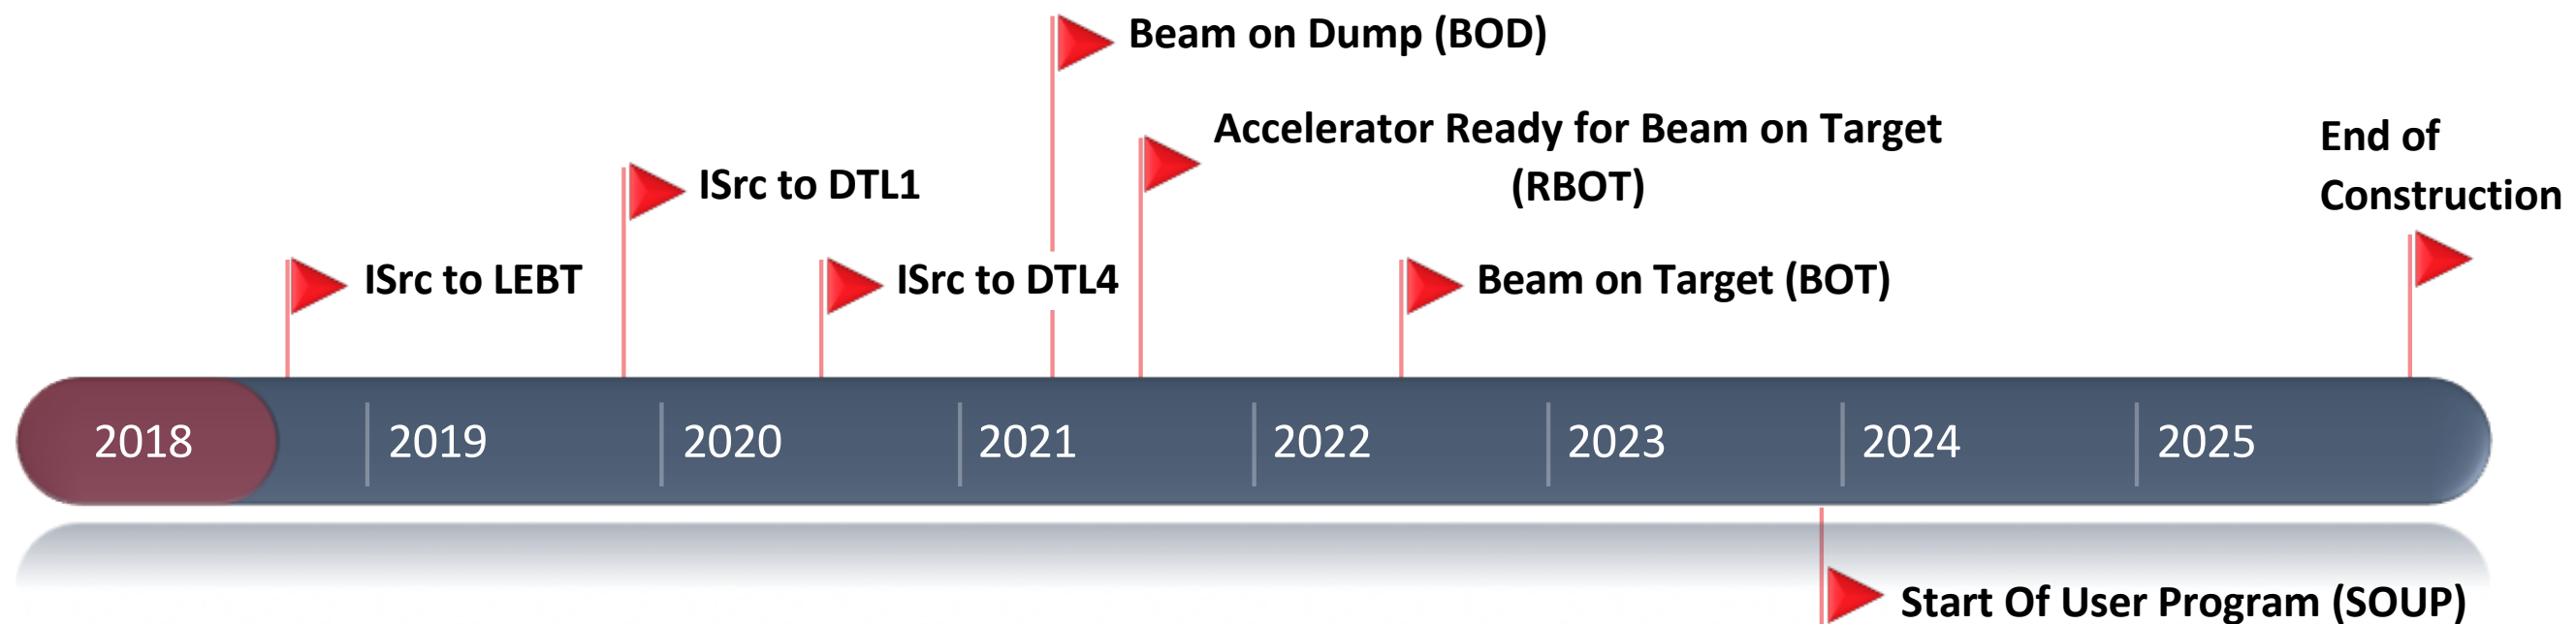 Beam on Dump (BOD)
Accelerator Ready for Beam on Target
(RBOT)
End of
Construction
ISrc to DTL1
ISrc to LEBT
ISrc to DTL4
Beam on Target (BOT)
2018 2019 2020 2021 2022 2023 2024 2025
Start Of User Program (SOUP)